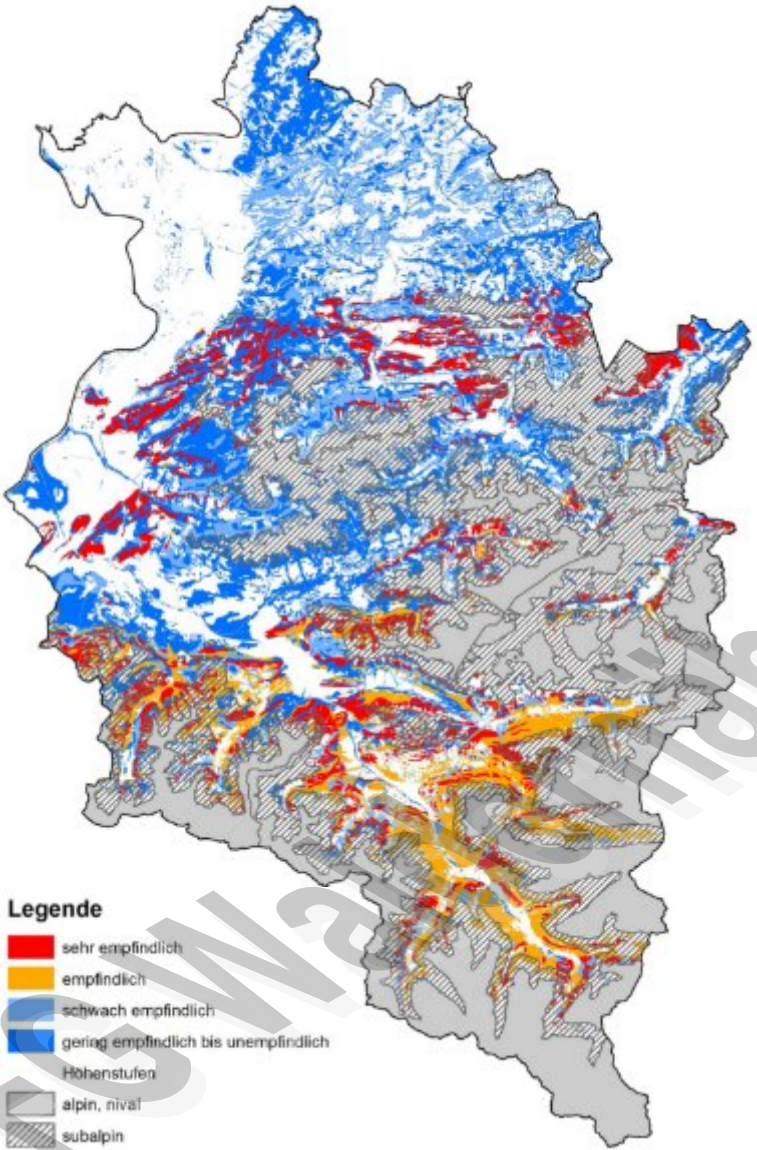 Legende
sehr empfindlich
empfindlich
schwach empfindlich
gering empfindlich bis unempfindlich
Höhenstufen
alpin, nival
subalpin